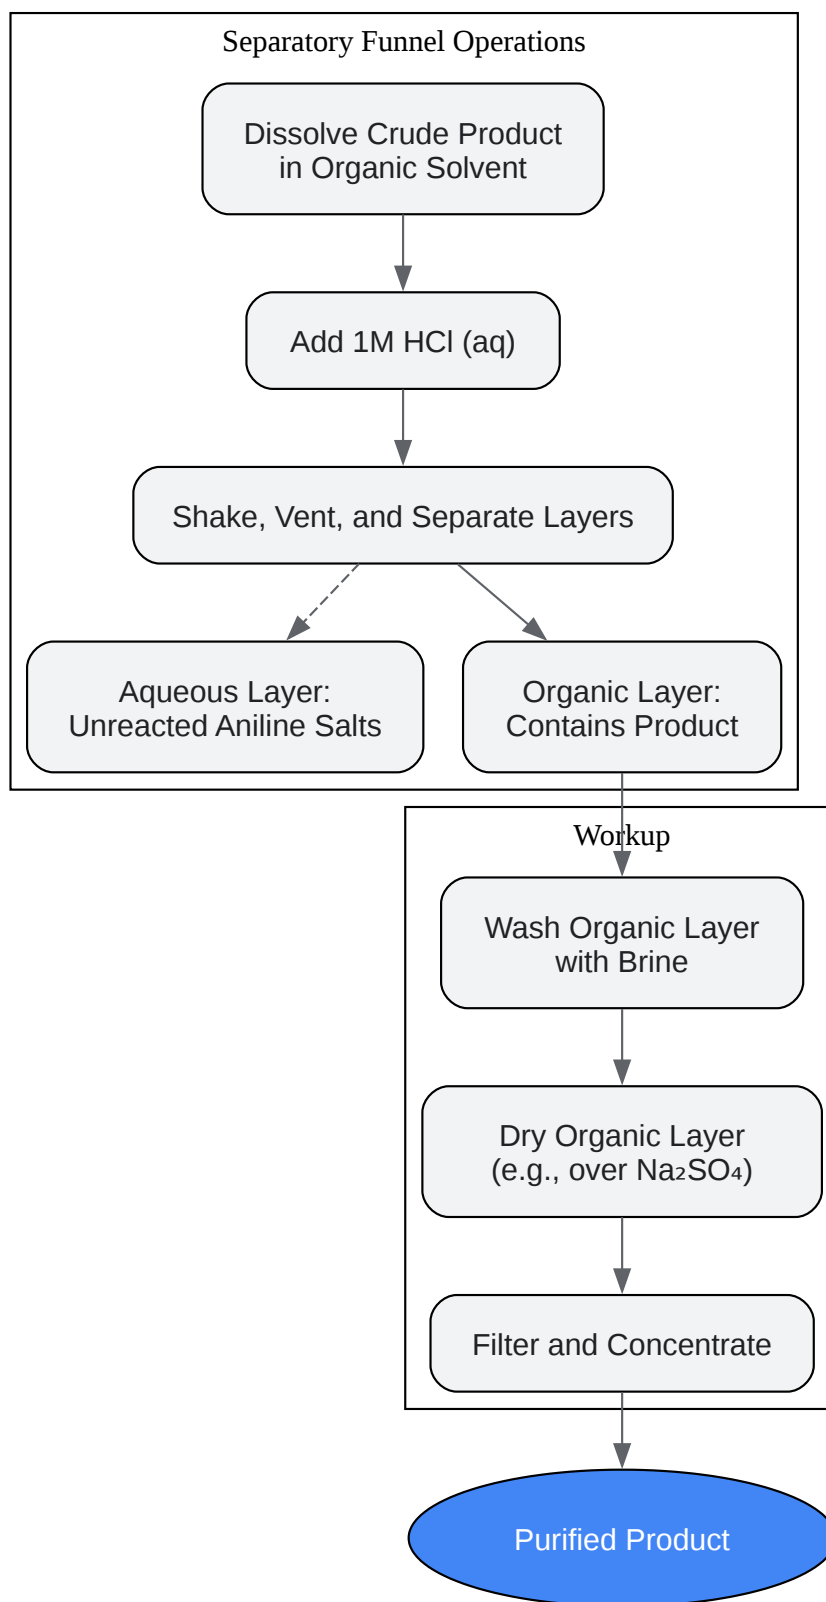 Separatory Funnel Operations
Dissolve Crude Product
in Organic Solvent
Add 1M HCl (aq)
Shake, Vent, and Separate Layers
Aqueous Layer:
Unreacted Aniline Salts
Organic Layer:
Contains Product
Workup
Wash Organic Layer
with Brine
Dry Organic Layer
(e.g., over Na₂SO₄)
Filter and Concentrate
Purified Product